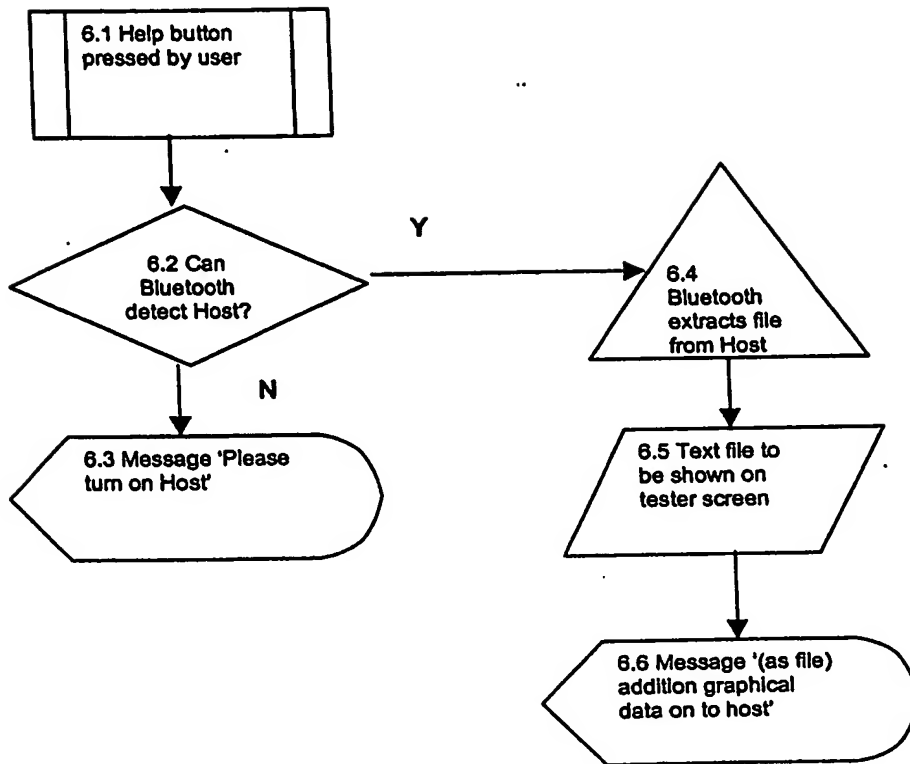 6.1 Help button
pressed by user
Y
6.2 Can
Bluetooth
detect Host?
6.4
Bluetooth
extracts file
from Host
N
6.3 Message 'Please
turn on Host'
6.5 Text file to
be shown on
tester screen
6.6 Message '(as file)
addition graphical
data on to host'